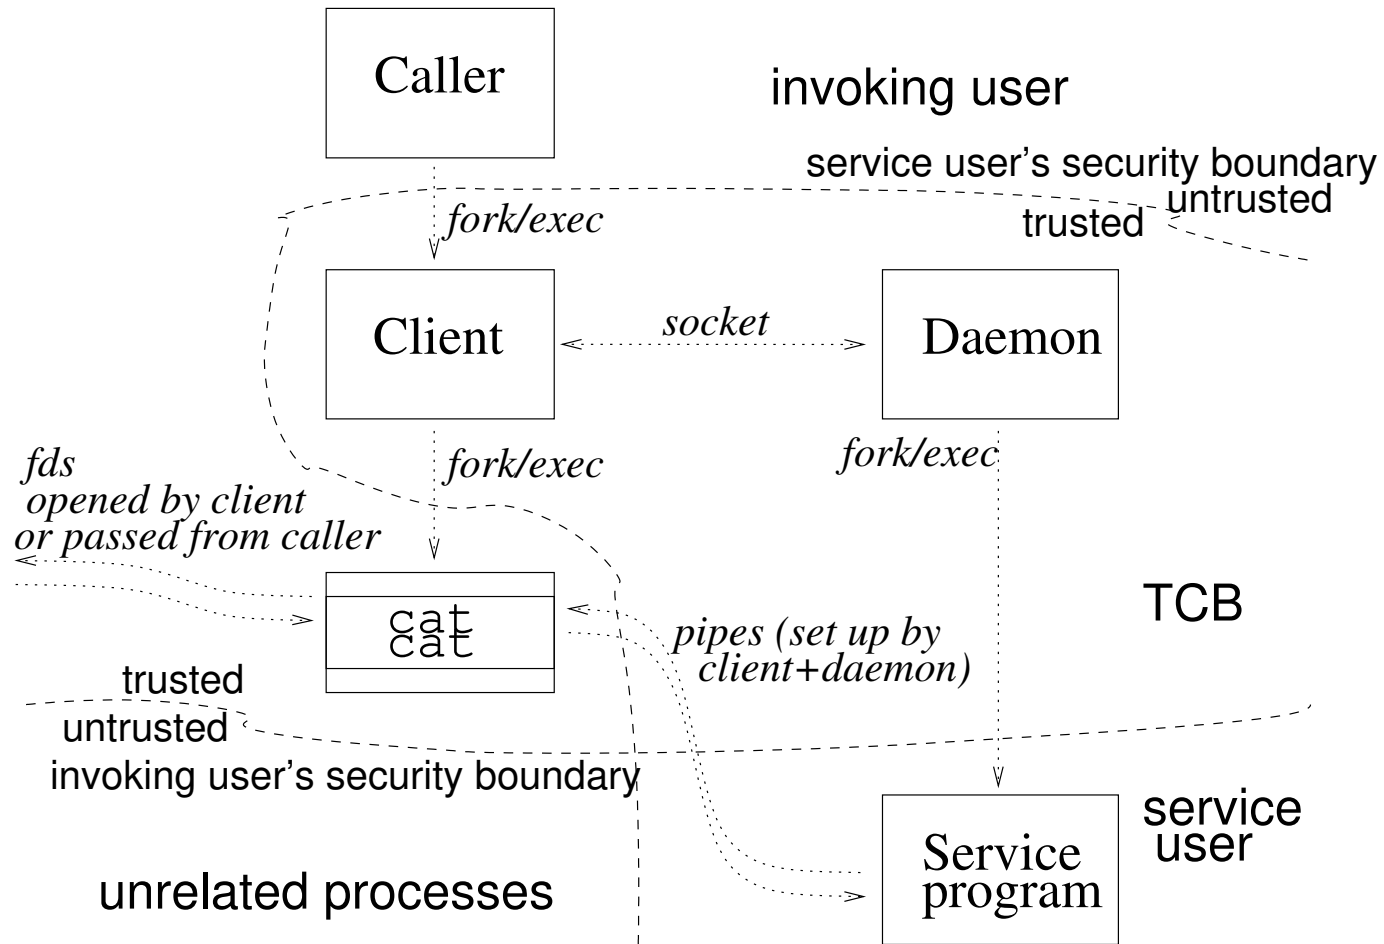 Caller
invoking user
service user's security boundary
untrusted
trusted
fork/exec
Client
socket
Daemon
fork/exec
fork/exec
fds
opened by client
or passed from caller
cat
cat
pipes (set up by
client+daemon)
TCB
trusted
untrusted
invoking user's security boundary
service
user
Service
program
unrelated processes